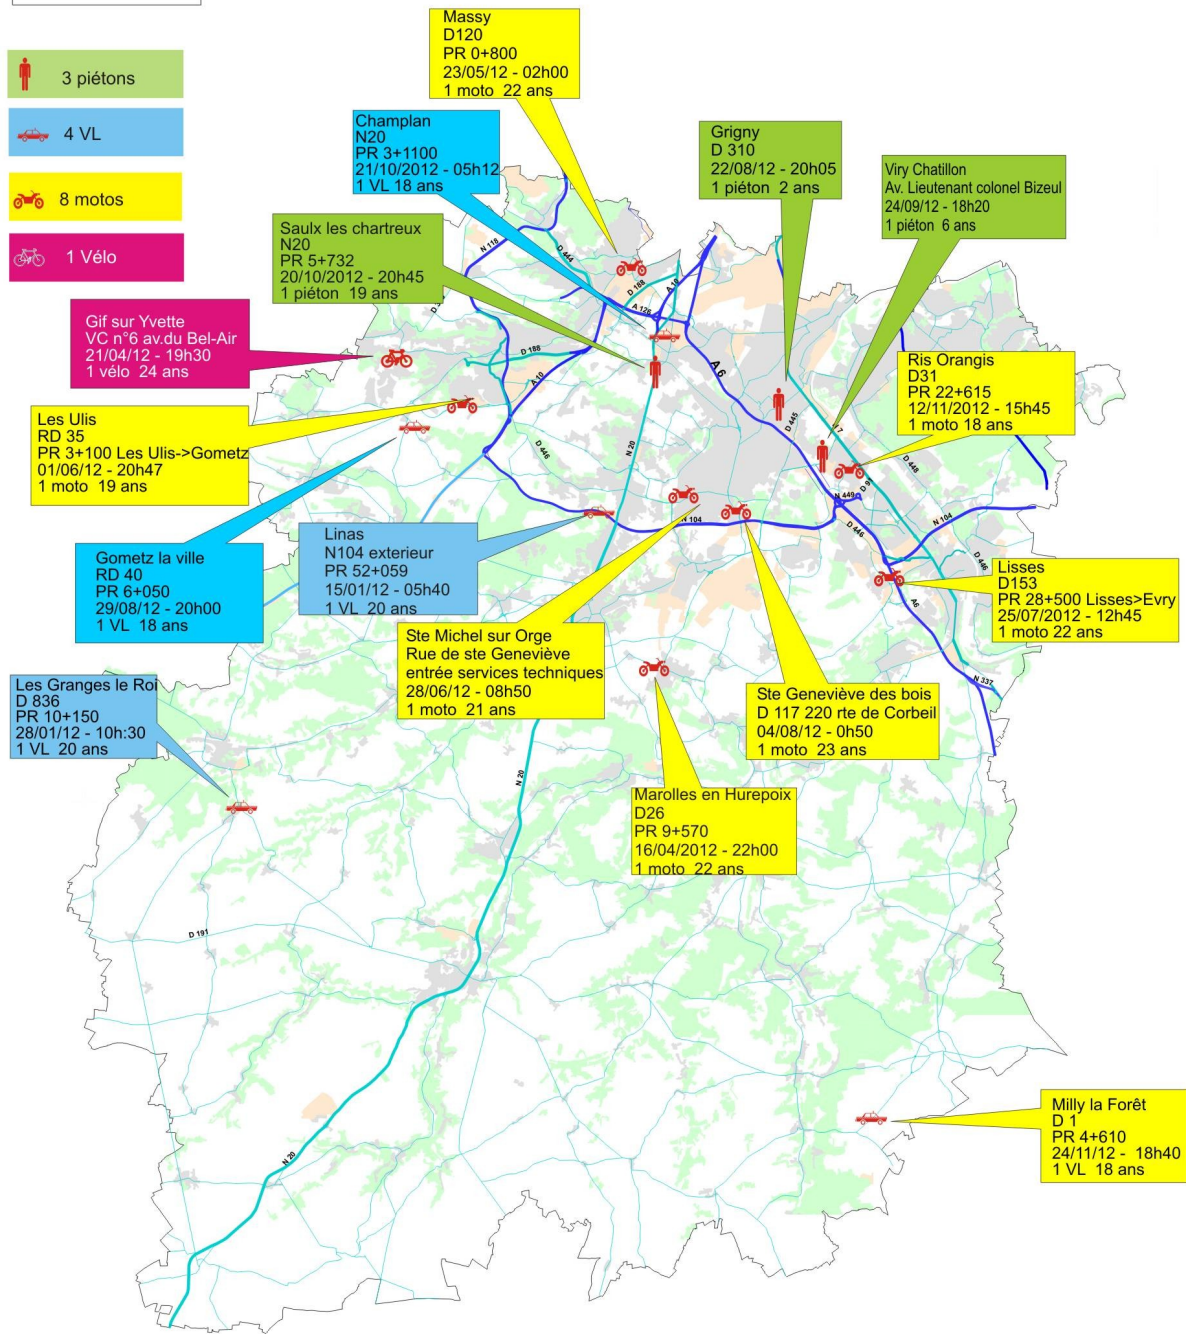 3 piétons
4 VL
8 motos
1 Vélo
Massy
D120
PR 0+800
23/05/12 - 02h00
1 moto 22 ans
Champlan
N20
PR 3+1100
21/10/2012 - 05h12
1 VL 18 ans
Grigny
D 310
22/08/12 - 20h05
1 piéton 2 ans
Viry Chatillon
Av. Lieutenant colonel Bizeul
24/09/12 - 18h20
1 piéton 6 ans
Saulx les chartreux
N20
PR 5+732
20/10/2012 - 20h45
1 piéton 19 ans
Gif sur Yvette
VC n°6 av.du Bel-Air
21/04/12 - 19h30
1 vélo 24 ans
Ris Orangis
D31
PR 22+615
12/11/2012 - 15h45
1 moto 18 ans
Les Ulis
RD 35
PR 3+100 Les Ulis->Gometz
01/06/12 - 20h47
1 moto 19 ans
Gometz la ville
RD 40
PR 6+050
29/08/12 - 20h00
1 VL 18 ans
Linas
N104 exterieur
PR 52+059
15/01/12 - 05h40
1 VL 20 ans
Lisses
D153
PR 28+500 Lisses>Evry
25/07/2012 - 12h45
1 moto 22 ans
Ste Michel sur Orge
Rue de ste Geneviève
entrée services techniques
28/06/12 - 08h50
1 moto 21 ans
Les Granges le Roi
D 836
PR 10+150
28/01/12 - 10h:30
1 VL 20 ans
Ste Geneviève des bois
D 117 220 rte de Corbeil
04/08/12 - 0h50
1 moto 23 ans
Marolles en Hurepoix
D26
PR 9+570
16/04/2012 - 22h00
1 moto 22 ans
Milly la Forêt
D 1
PR 4+610
24/11/12 - 18h40
1 VL 18 ans
N 118
D 444
D 188
A 10
A 126
D 188
A 10
A 6
D 445
D 448
N 20
D 446
N 449
N 104
D 446
N 104
D 446
A6
N 337
N 20
D 191
N 20